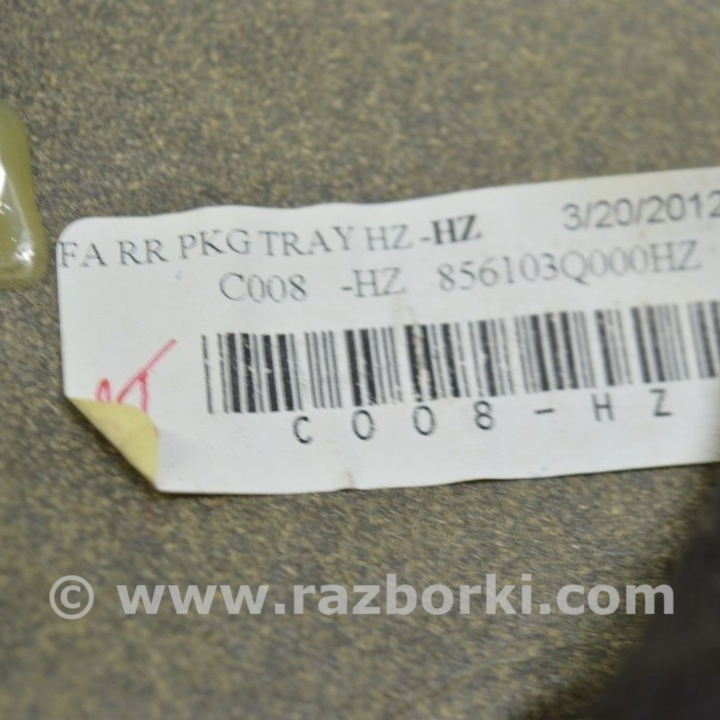 FA RR PKG TRAY HZ -HZ 3/20/2012
C008 -HZ 856103Q000HZ
C008-HZ
© www.razborki.com